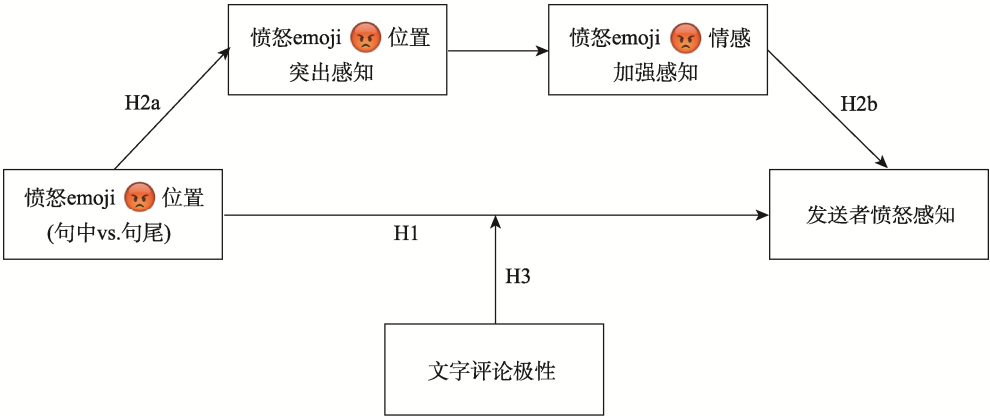 愤怒emoji 😡 位置
突出感知
愤怒emoji 😡 情感
加强感知
H2a
H2b
愤怒emoji 😡 位置
(句中vs.句尾)
发送者愤怒感知
H1
H3
文字评论极性